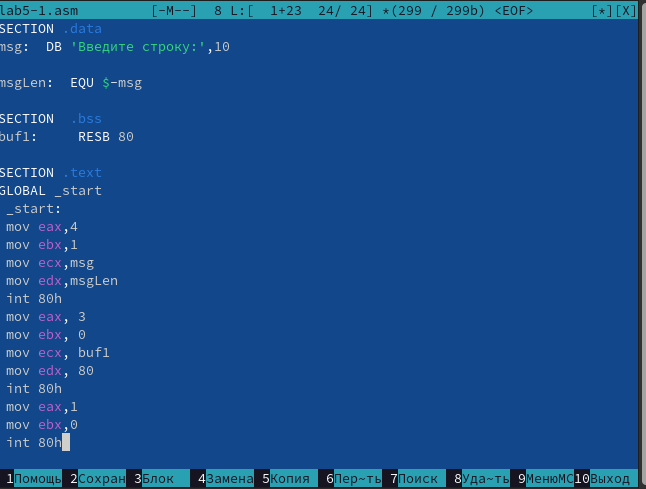 lab5-1.asm [-M--] 8 L:[ 1+23 24/ 24] *(299 / 299b) <EOF> [*][X]
SECTION .data
msg: DB 'Введите строку:',10
msgLen: EQU $-msg
SECTION .bss
buf1: RESB 80
SECTION .text
GLOBAL _start
_start:
mov eax,4
mov ebx,1
mov ecx,msg
mov edx,msgLen
int 80h
mov eax, 3
mov ebx, 0
mov ecx, buf1
mov edx, 80
int 80h
mov eax,1
mov ebx,0
int 80h
1Помощь 2Сохран 3Блок 4Замена 5Копия 6Пер~ть 7Поиск 8Уда~ть 9МенюMC 10Выход